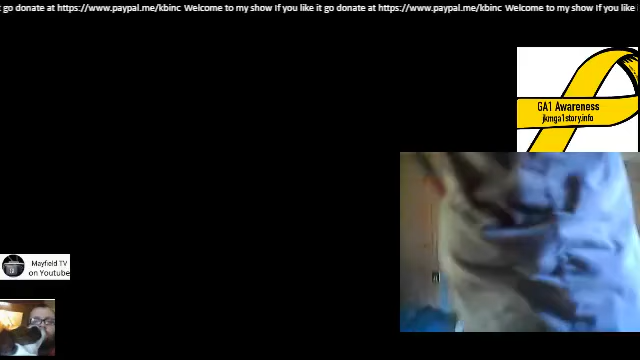 t go donate at https://www.paypal.me/kbinc Welcome to my show If you like it go donate at https://www.paypal.me/kbinc Welcome to my show If you like
GA1 Awareness
jkmga1story.info
Mayfield TV
on Youtube